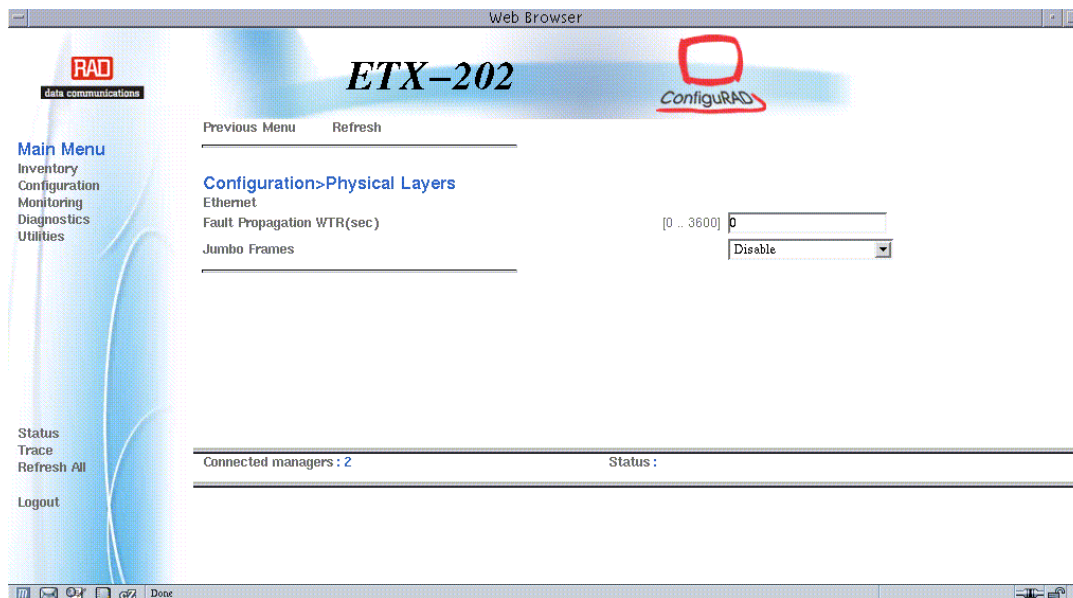 Web Browser
RAD
data communications
ETX-202
ConfiguRAD
Previous Menu Refresh
Main Menu
Inventory
Configuration
Monitoring
Diagnostics
Utilities
Configuration>Physical Layers
Ethernet
Fault Propagation WTR(sec) [0 .. 3600] 0
Jumbo Frames Disable
Status
Trace
Refresh All
Logout
Connected managers : 2 Status :
Done